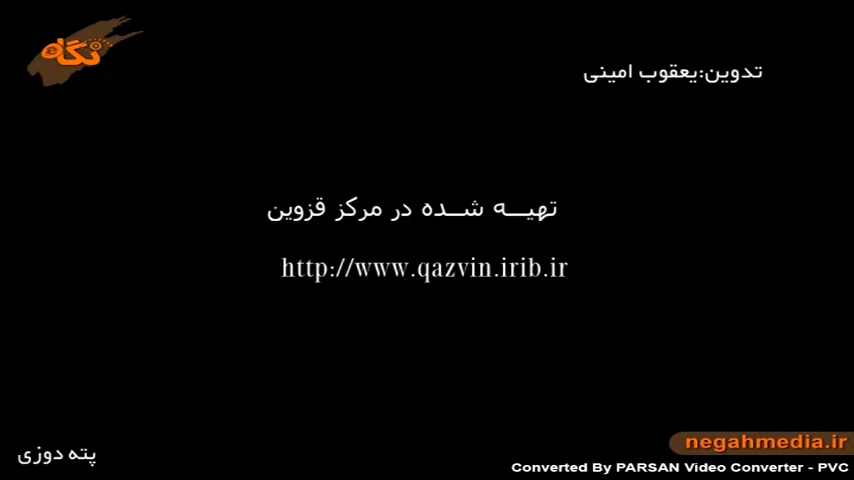 نگاه
تدوین:یعقوب امینی
تهیـــه شــده در مرکز قزوین
http://www.qazvin.irib.ir
پته دوزی
negahmedia.ir
Converted By PARSAN Video Converter - PVC